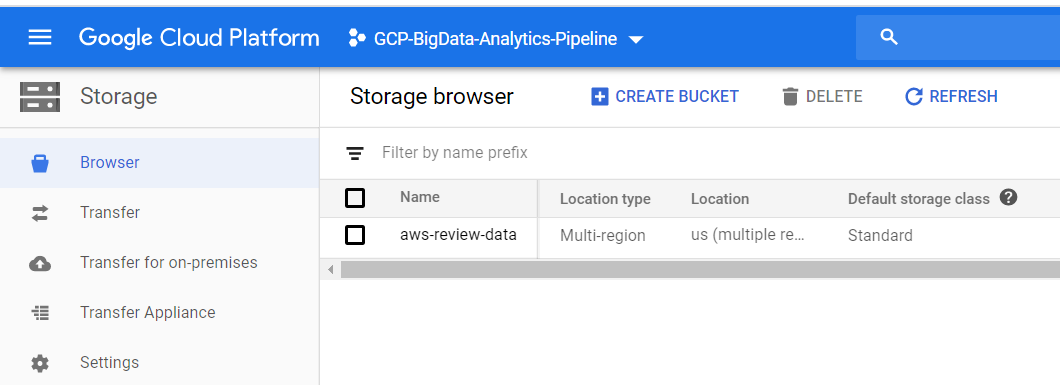 Google Cloud Platform GCP-BigData-Analytics-Pipeline
Storage
Storage browser CREATE BUCKET DELETE REFRESH
Browser
Filter by name prefix
Transfer
Name Location type Location Default storage class ?
aws-review-data Multi-region us (multiple re... Standard
Transfer for on-premises
Transfer Appliance
Settings